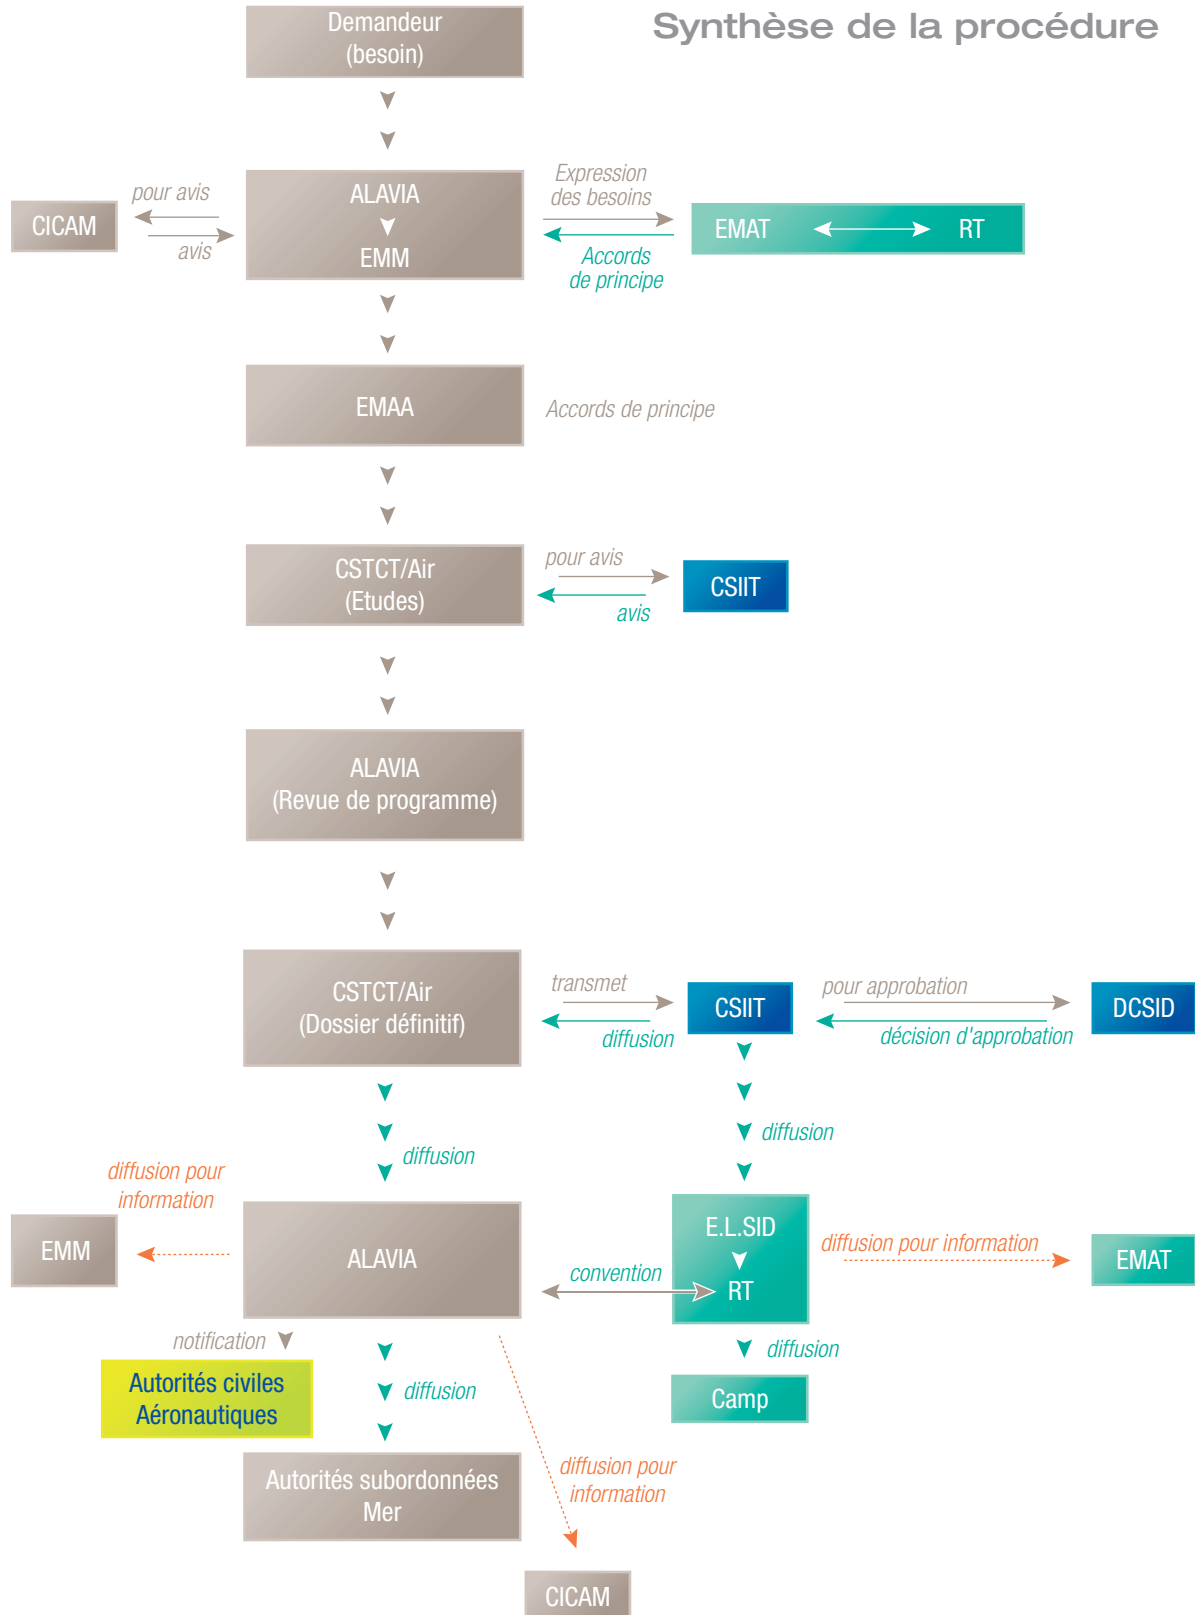 Synthèse de la procédure
Demandeur
(besoin)
CICAM
pour avis
avis
ALAVIA
EMM
Expression
des besoins
Accords
de principe
EMAT
RT
EMAA
Accords de principe
CSTCT/Air
(Etudes)
pour avis
avis
CSIIT
ALAVIA
(Revue de programme)
CSTCT/Air
(Dossier définitif)
transmet
diffusion
CSIIT
pour approbation
décision d'approbation
DCSID
diffusion
diffusion
diffusion pour
information
EMM
ALAVIA
convention
E.L.SID
RT
diffusion pour information
EMAT
notification
Autorités civiles
Aéronautiques
diffusion
diffusion
Camp
Autorités subordonnées
Mer
diffusion pour
information
CICAM